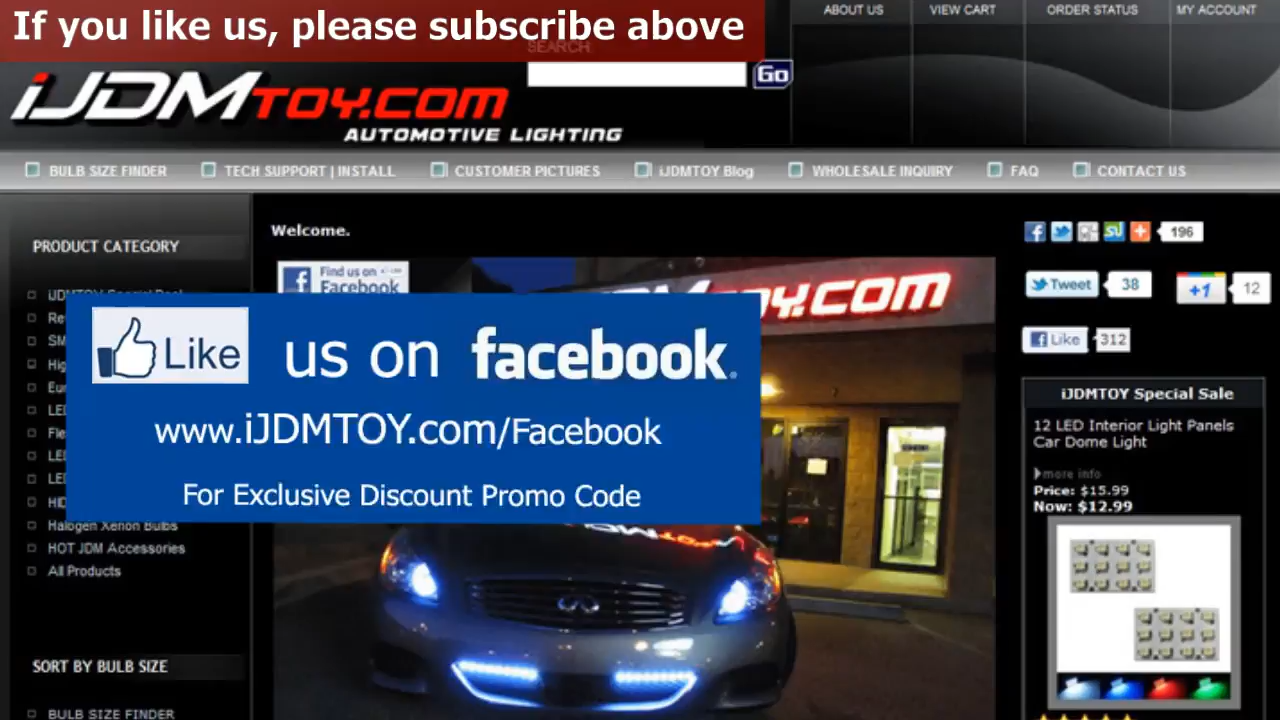 If you like us, please subscribe above
ABOUT US
VIEW CART
ORDER STATUS
MY ACCOUNT
SEARCH:
Go
iJDMTOY.COM
AUTOMOTIVE LIGHTING
BULB SIZE FINDER
TECH SUPPORT | INSTALL
CUSTOMER PICTURES
iJDMTOY Blog
WHOLESALE INQUIRY
FAQ
CONTACT US
PRODUCT CATEGORY
Halogen Xenon Bulbs
HOT JDM Accessories
All Products
SORT BY BULB SIZE
BULB SIZE FINDER
Welcome.
Find us on
Facebook
Like us on facebook.
www.iJDMTOY.com/Facebook
For Exclusive Discount Promo Code
196
Tweet 38
+1 12
Like 312
iJDMTOY Special Sale
12 LED Interior Light Panels
Car Dome Light
more info
Price: $15.99
Now: $12.99